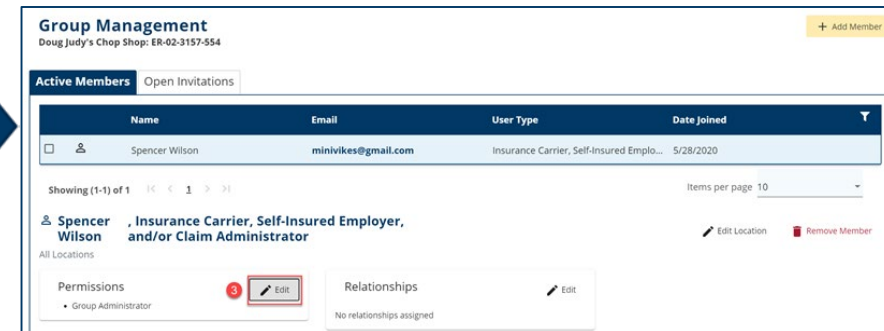 Group Management
+ Add Member
Doug Judy's Chop Shop: ER-02-3157-554
Active Members Open Invitations
Name Email User Type Date Joined
Spencer Wilson minivikes@gmail.com Insurance Carrier, Self-Insured Emplo... 5/28/2020
Showing (1-1) of 1 |< < 1 > >| Items per page 10
Spencer Wilson , Insurance Carrier, Self-Insured Employer, and/or Claim Administrator
Edit Location Remove Member
All Locations
Permissions 3 Edit Relationships Edit
• Group Administrator
No relationships assigned